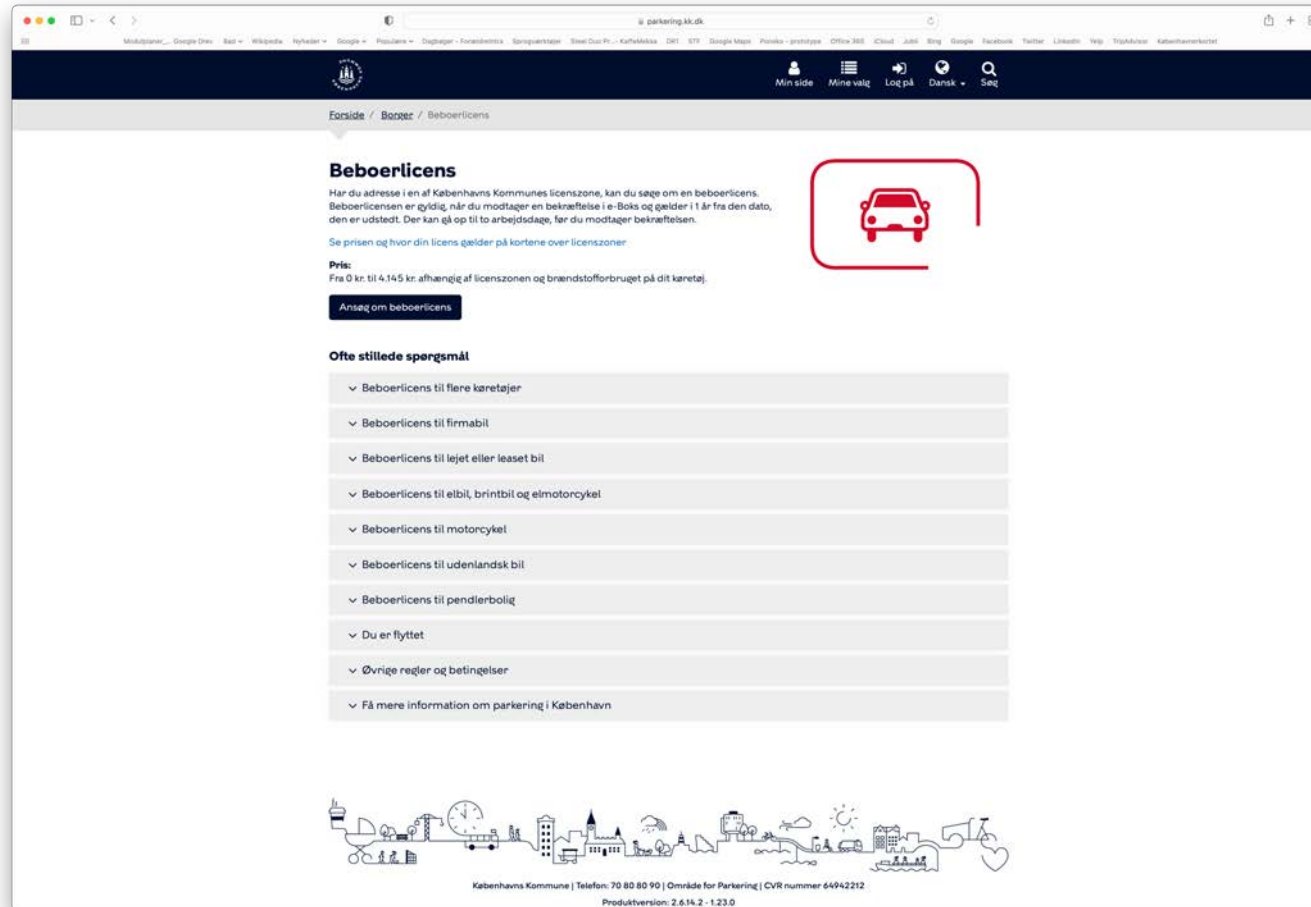 parkering.kk.dk
Min side
Mine valg
Log på
Dansk
Søg
Forside / Borger / Beboerlicens
Beboerlicens
Har du adresse i en af Københavns Kommunes licenszone, kan du søge om en beboerlicens.
Beboerlicensen er gyldig, når du modtager en bekræftelse i e-Boks og gælder i 1 år fra den dato,
den er udstedt. Der kan gå op til to arbejdsdage, før du modtager bekræftelsen.
Se prisen og hvor din licens gælder på kortene over licenszoner
Pris:
Fra 0 kr. til 4.145 kr. afhængig af licenszonen og brændstofforbruget på dit køretøj.
Ansøg om beboerlicens
Ofte stillede spørgsmål
Beboerlicens til flere køretøjer
Beboerlicens til firmabil
Beboerlicens til lejet eller leaset bil
Beboerlicens til elbil, brintbil og elmotorcykel
Beboerlicens til motorcykel
Beboerlicens til udenlandsk bil
Beboerlicens til pendlerbolig
Du er flyttet
Øvrige regler og betingelser
Få mere information om parkering i København
Københavns Kommune | Telefon: 70 80 80 90 | Område for Parkering | CVR nummer 64942212
Produktversion: 2.6.14.2 - 1.23.0